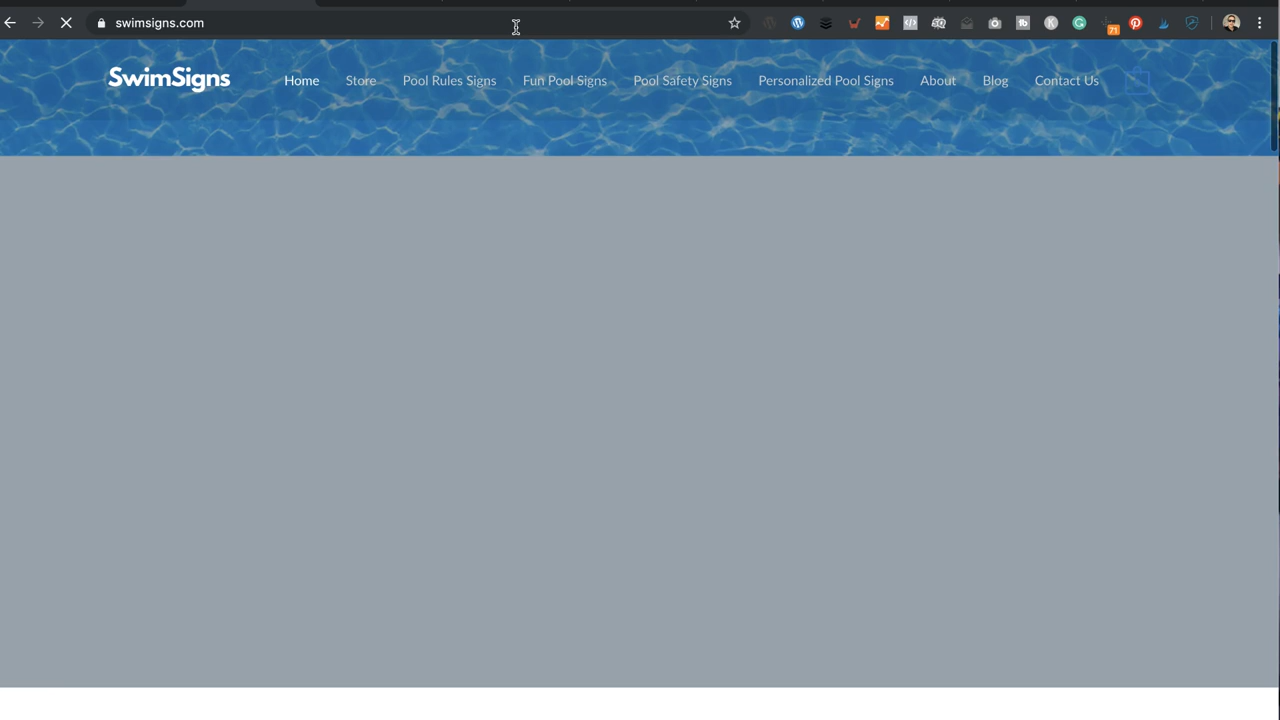 swimsigns.com
71
SwimSigns
Home
Store
Pool Rules Signs
Fun Pool Signs
Pool Safety Signs
Personalized Pool Signs
About
Blog
Contact Us